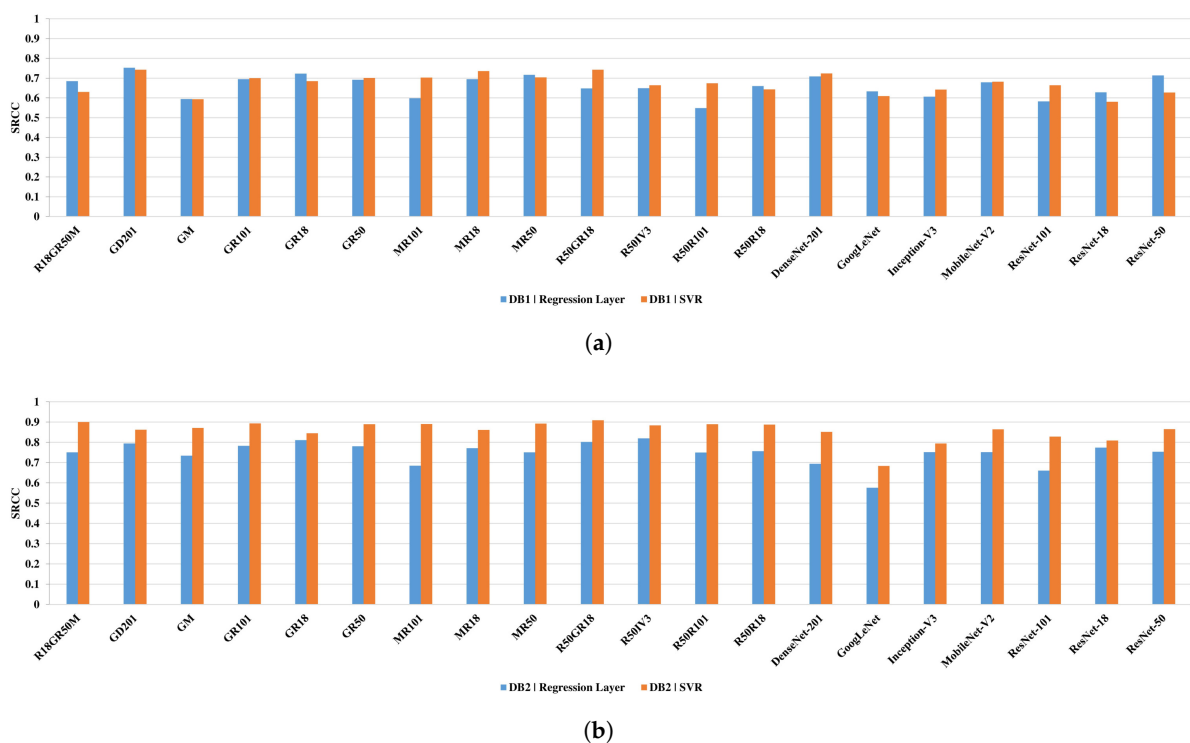 1
0.9
0.8
0.7
0.6
0.5
0.4
0.3
0.2
0.1
0
SRCC
R18GR50M
GD201
GM
GR101
GR18
GR50
MR101
MR18
MR50
R50GR18
R50IV3
R50R101
R50R18
DenseNet-201
GoogLeNet
Inception-V3
MobileNet-V2
ResNet-101
ResNet-18
ResNet-50
DB1 | Regression Layer DB1 | SVR
(a)
1
0.9
0.8
0.7
0.6
0.5
0.4
0.3
0.2
0.1
0
SRCC
R18GR50M
GD201
GM
GR101
GR18
GR50
MR101
MR18
MR50
R50GR18
R50IV3
R50R101
R50R18
DenseNet-201
GoogLeNet
Inception-V3
MobileNet-V2
ResNet-101
ResNet-18
ResNet-50
DB2 | Regression Layer DB2 | SVR
(b)